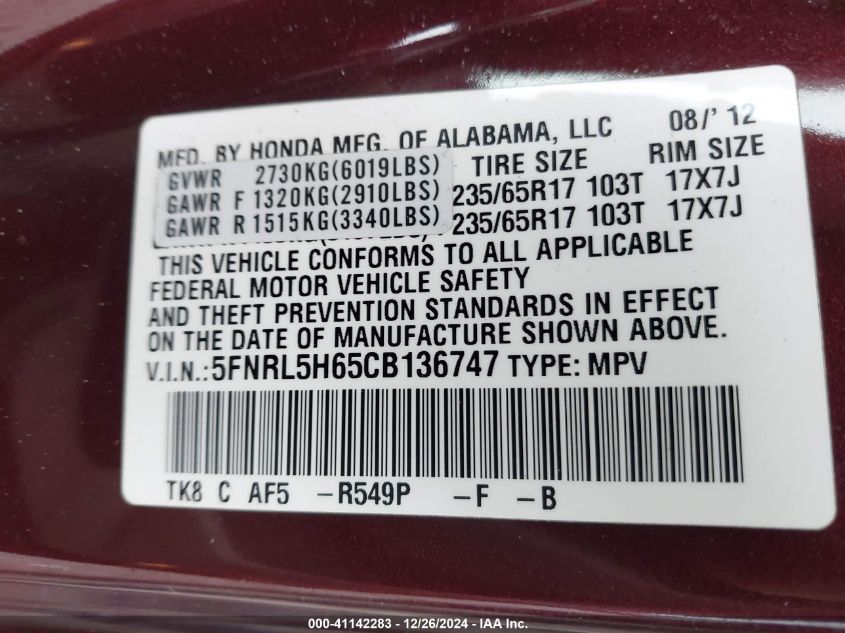 MFD. BY HONDA MFG. OF ALABAMA, LLC 08/' 12
GVWR 2730KG(6019LBS) TIRE SIZE RIM SIZE
GAWR F 1320KG(2910LBS) 235/65R17 103T 17X7J
GAWR R 1515KG(3340LBS) 235/65R17 103T 17X7J
THIS VEHICLE CONFORMS TO ALL APPLICABLE
FEDERAL MOTOR VEHICLE SAFETY
AND THEFT PREVENTION STANDARDS IN EFFECT
ON THE DATE OF MANUFACTURE SHOWN ABOVE.
V.I.N.: 5FNRL5H65CB136747 TYPE: MPV
TK8 C AF5 -R549P -F -B
000-41142283 - 12/26/2024 - IAA Inc.